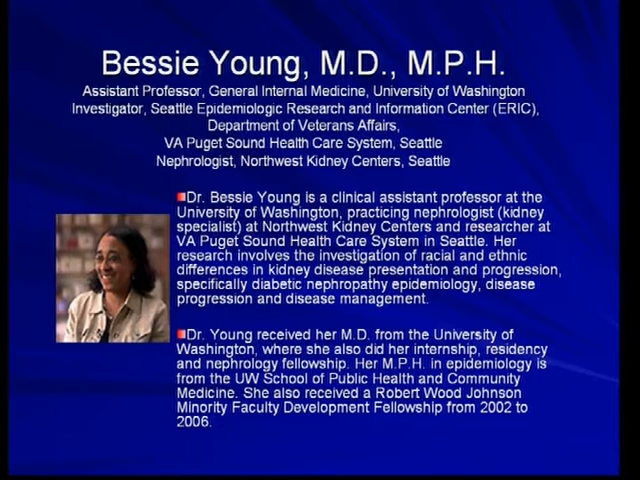 Bessie Young, M.D., M.P.H.
Assistant Professor, General Internal Medicine, University of Washington
Investigator, Seattle Epidemiologic Research and Information Center (ERIC),
Department of Veterans Affairs,
VA Puget Sound Health Care System, Seattle
Nephrologist, Northwest Kidney Centers, Seattle
Dr. Bessie Young is a clinical assistant professor at the
University of Washington, practicing nephrologist (kidney
specialist) at Northwest Kidney Centers and researcher at
VA Puget Sound Health Care System in Seattle. Her
research involves the investigation of racial and ethnic
differences in kidney disease presentation and progression,
specifically diabetic nephropathy epidemiology, disease
progression and disease management.
Dr. Young received her M.D. from the University of
Washington, where she also did her internship, residency
and nephrology fellowship. Her M.P.H. in epidemiology is
from the UW School of Public Health and Community
Medicine. She also received a Robert Wood Johnson
Minority Faculty Development Fellowship from 2002 to
2006.